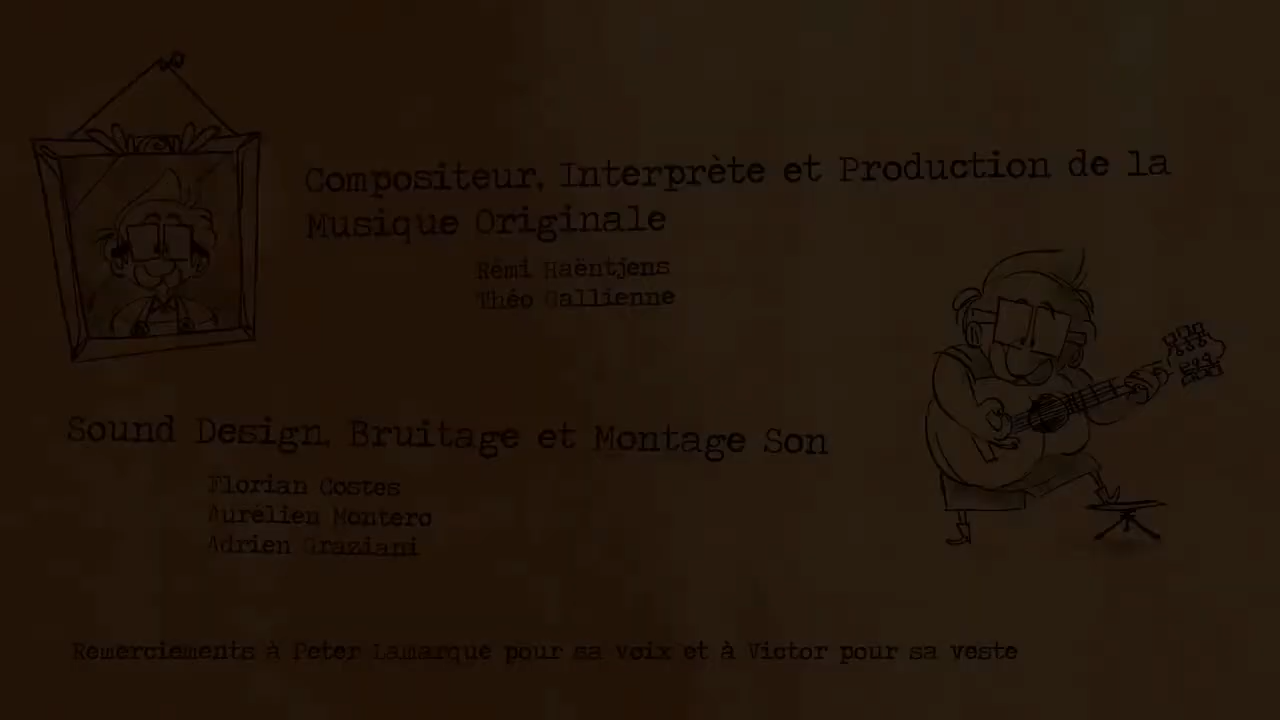 Compositeur, Interprète et Production de la
Musique Originale
Rémi Haëntjens
Théo Gallienne
Sound Design, Bruitage et Montage Son
Florian Costes
Aurélien Montero
Adrien Graziani
Remerciements à Peter Lamarque pour sa voix et à Victor pour sa veste